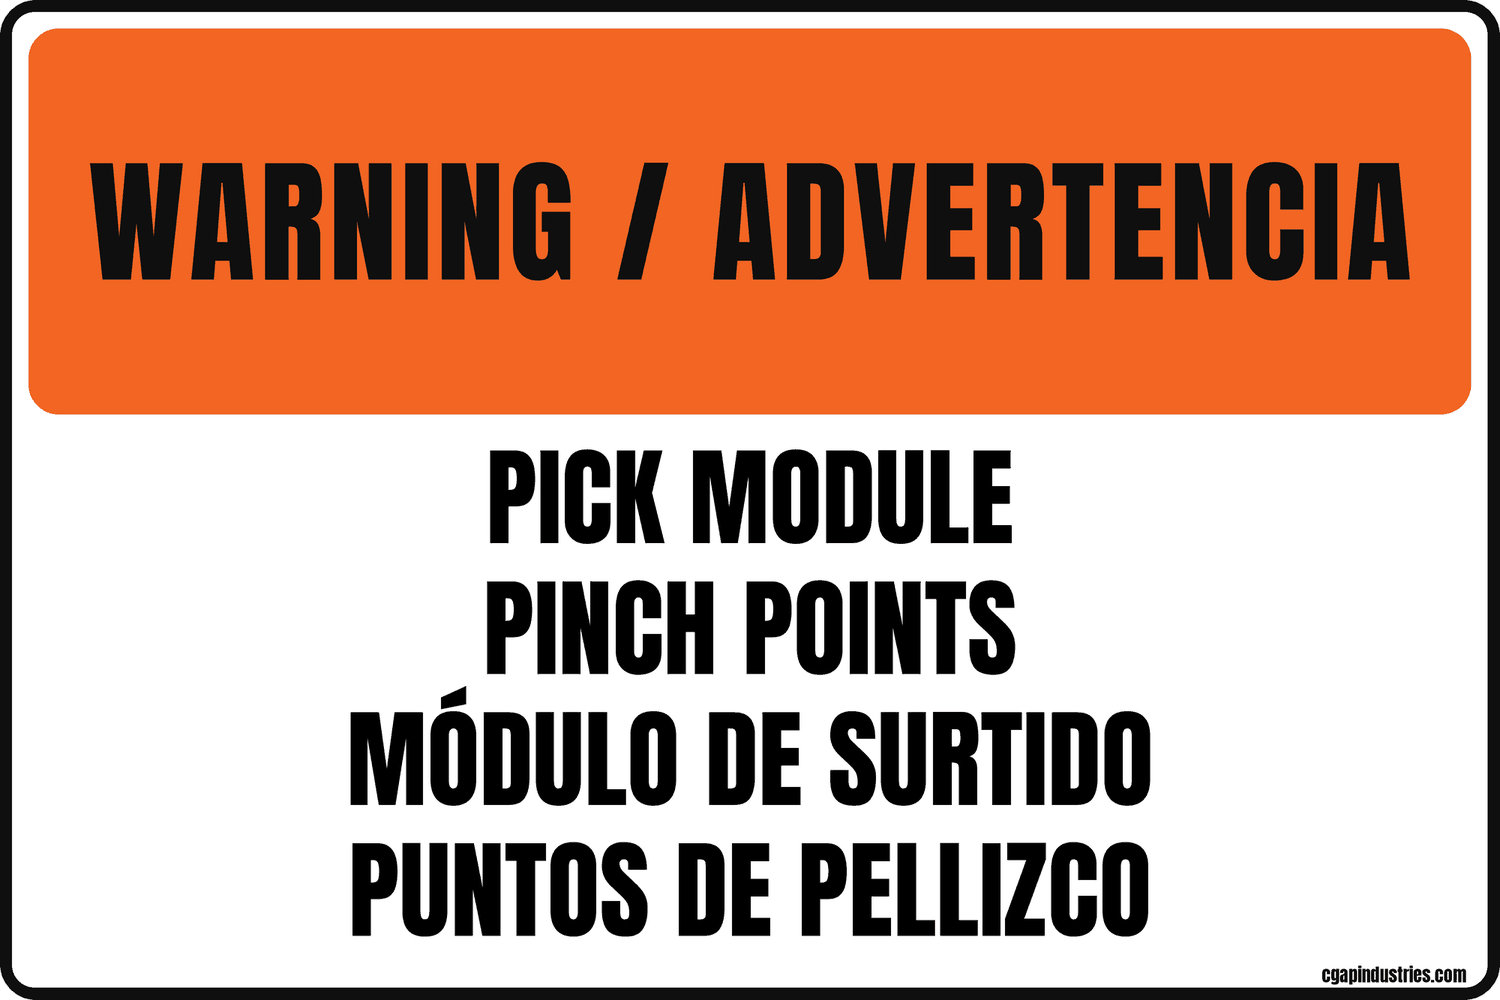 WARNING / ADVERTENCIA
PICK MODULE
PINCH POINTS
MÓDULO DE SURTIDO
PUNTOS DE PELLIZCO
cgapindustries.com